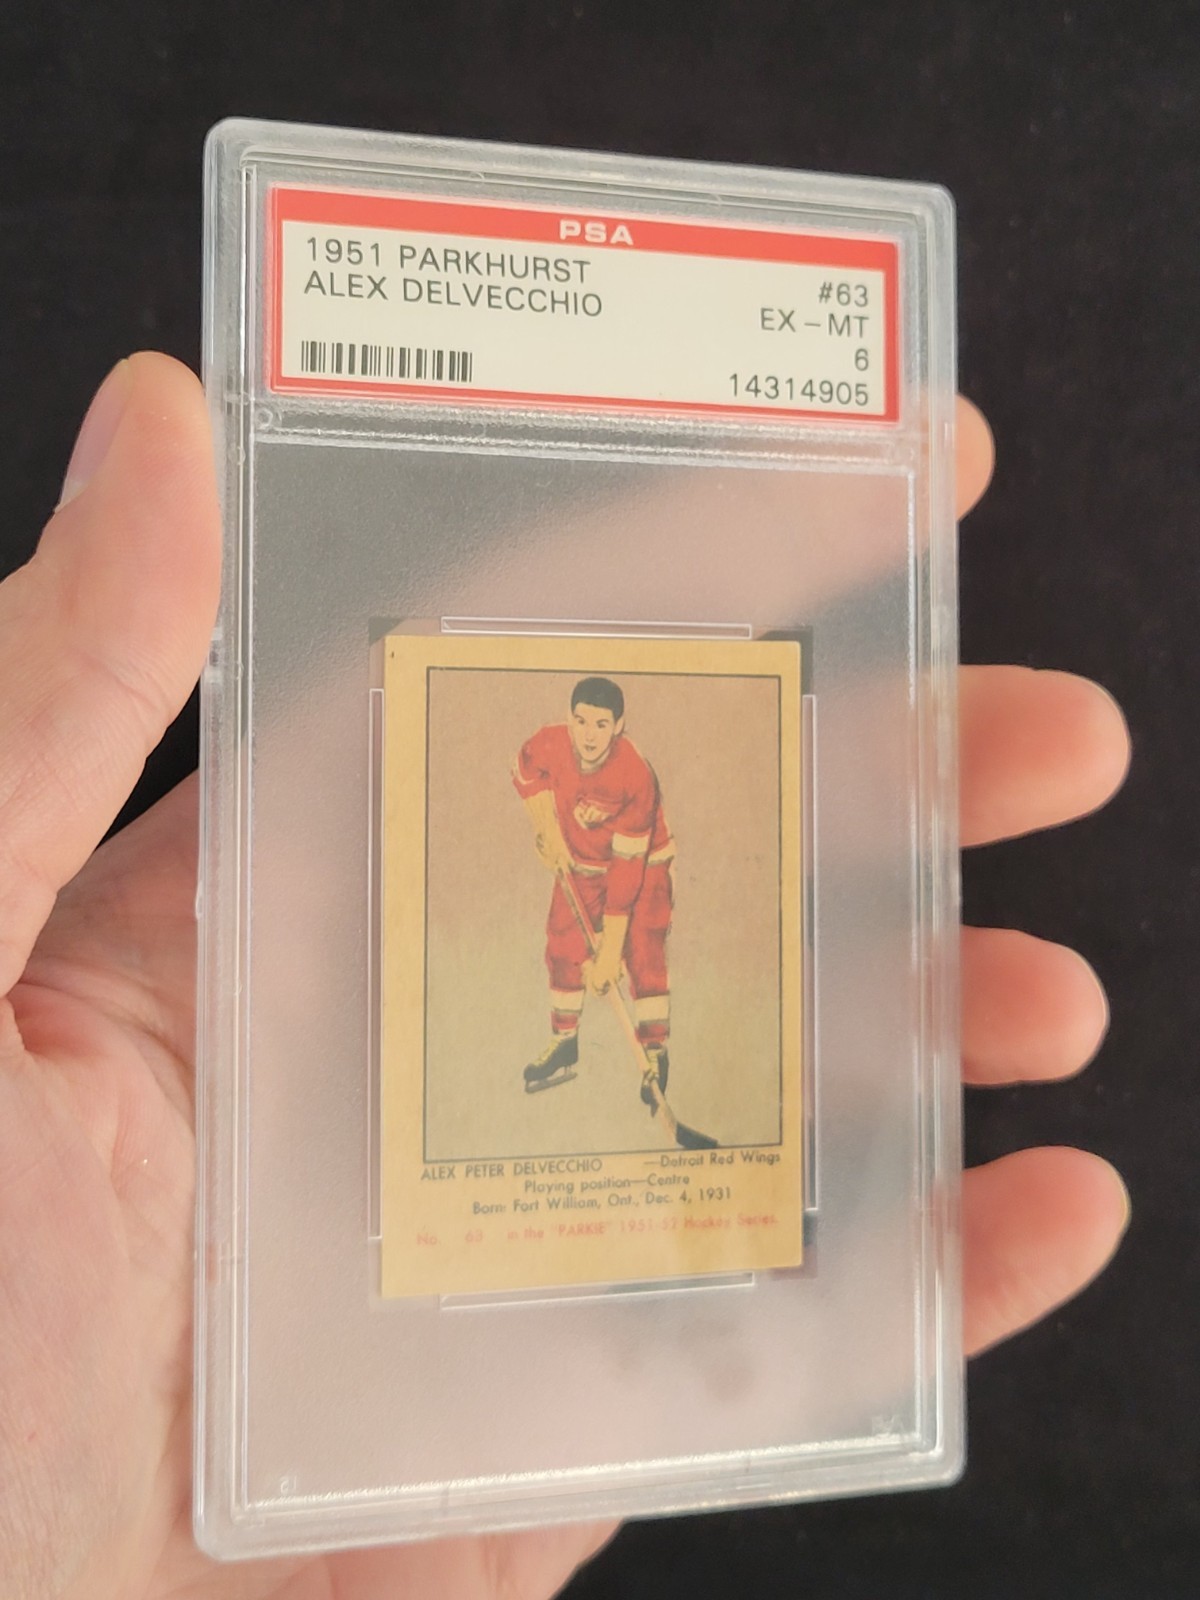 PSA
1951 PARKHURST #63
ALEX DELVECCHIO EX - MT
6
14314905
ALEX PETER DELVECCHIO —Detroit Red Wings
Playing position—Centre
Born: Fort William, Ont., Dec. 4, 1931
No. 63 in the "PARKIE" 1951-52 Hockey Series.